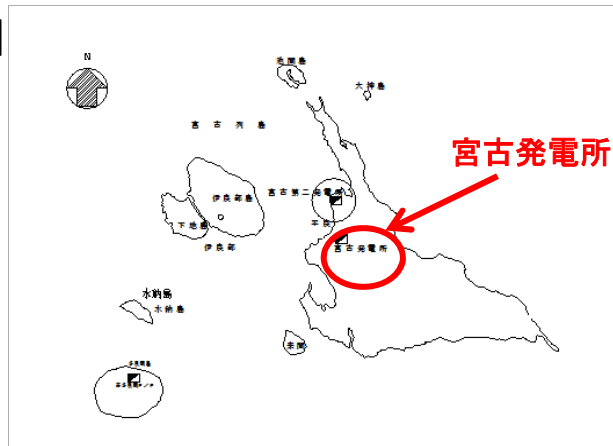 N
池間島
大神島
宮古列島
宮古発電所
宮古第二発電所
伊良部島
下地島
平良
伊良部
宮古発電所
水納島
水納島
来間
多良間島